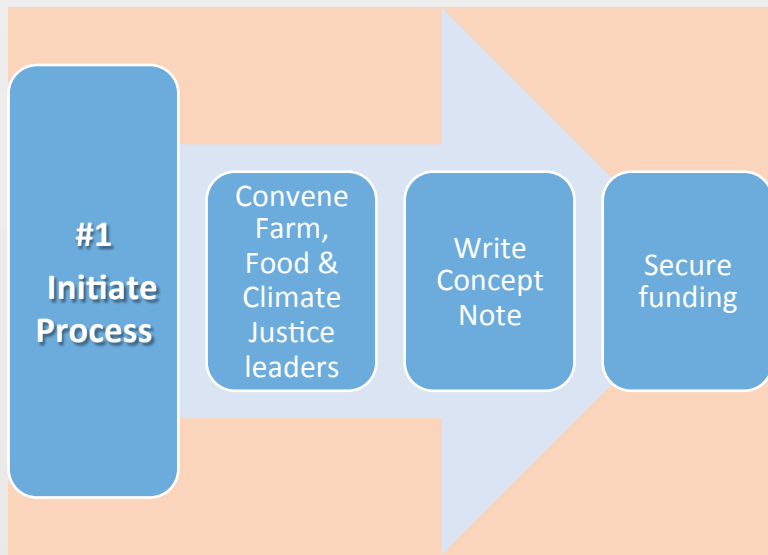 #1
Initiate
Process
Convene
Farm,
Food &
Climate
Justice
leaders
Write
Concept
Note
Secure
funding